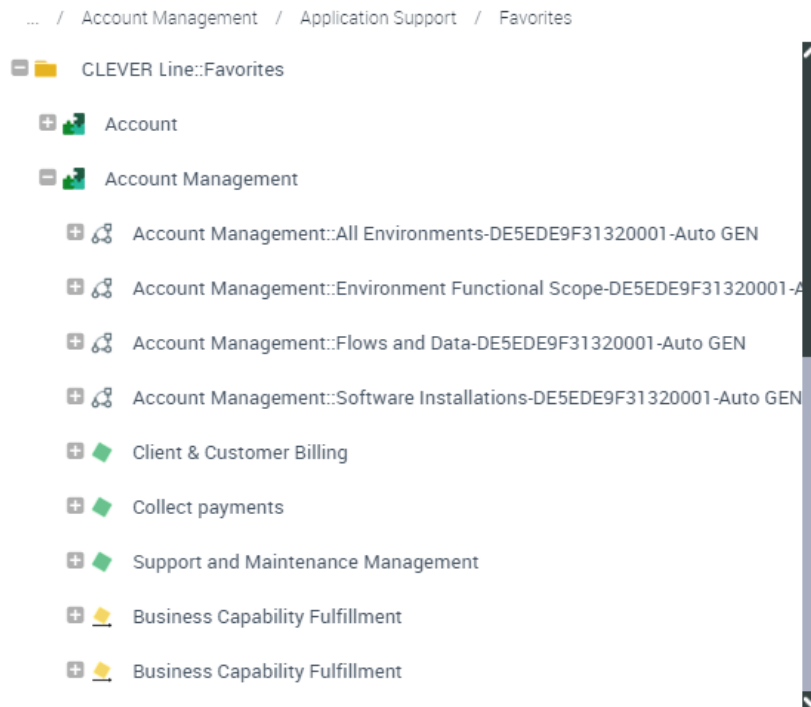 ... / Account Management / Application Support / Favorites
CLEVER Line::Favorites
Account
Account Management
Account Management::All Environments-DE5EDE9F31320001-Auto GEN
Account Management::Environment Functional Scope-DE5EDE9F31320001-A
Account Management::Flows and Data-DE5EDE9F31320001-Auto GEN
Account Management::Software Installations-DE5EDE9F31320001-Auto GEN
Client & Customer Billing
Collect payments
Support and Maintenance Management
Business Capability Fulfillment
Business Capability Fulfillment